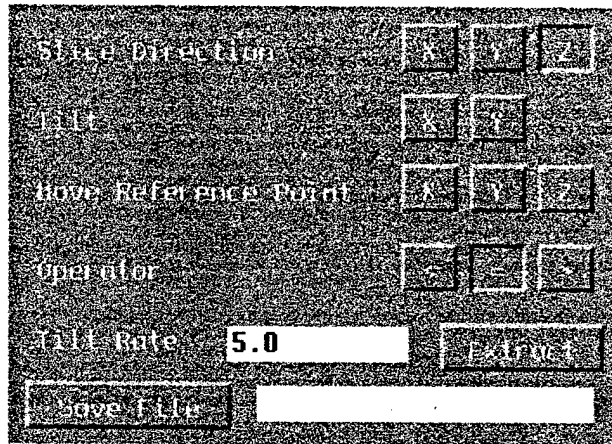 Slice Direction X Y Z
Tilt X Y
Move Reference Point X Y Z
Operator < = >
Tilt Rate 5.0 Extract
Save File